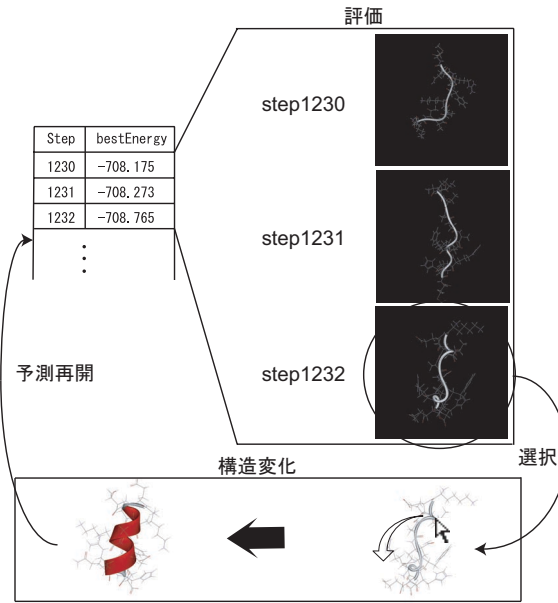 評価
step1230
Step bestEnergy
1230 -708.175
1231 -708.273
1232 -708.765
step1231
step1232
予測再開
選択
構造変化